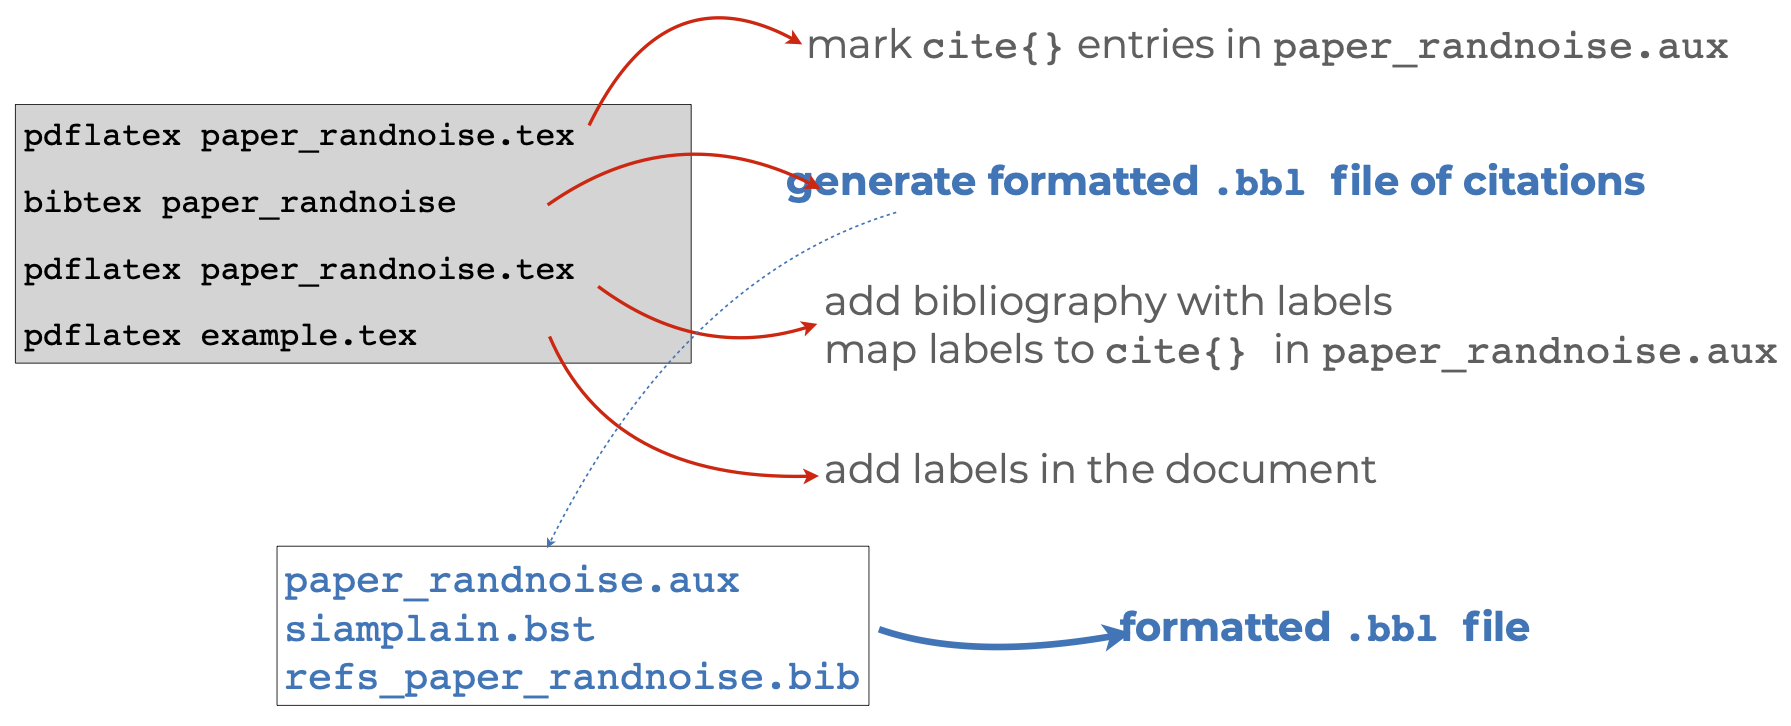 mark cite{} entries in paper_randnoise.aux
pdflatex paper_randnoise.tex
bibtex paper_randnoise
pdflatex paper_randnoise.tex
pdflatex example.tex
generate formatted .bbl file of citations
add bibliography with labels
map labels to cite{} in paper_randnoise.aux
add labels in the document
paper_randnoise.aux
siamplain.bst
refs_paper_randnoise.bib
formatted .bbl file